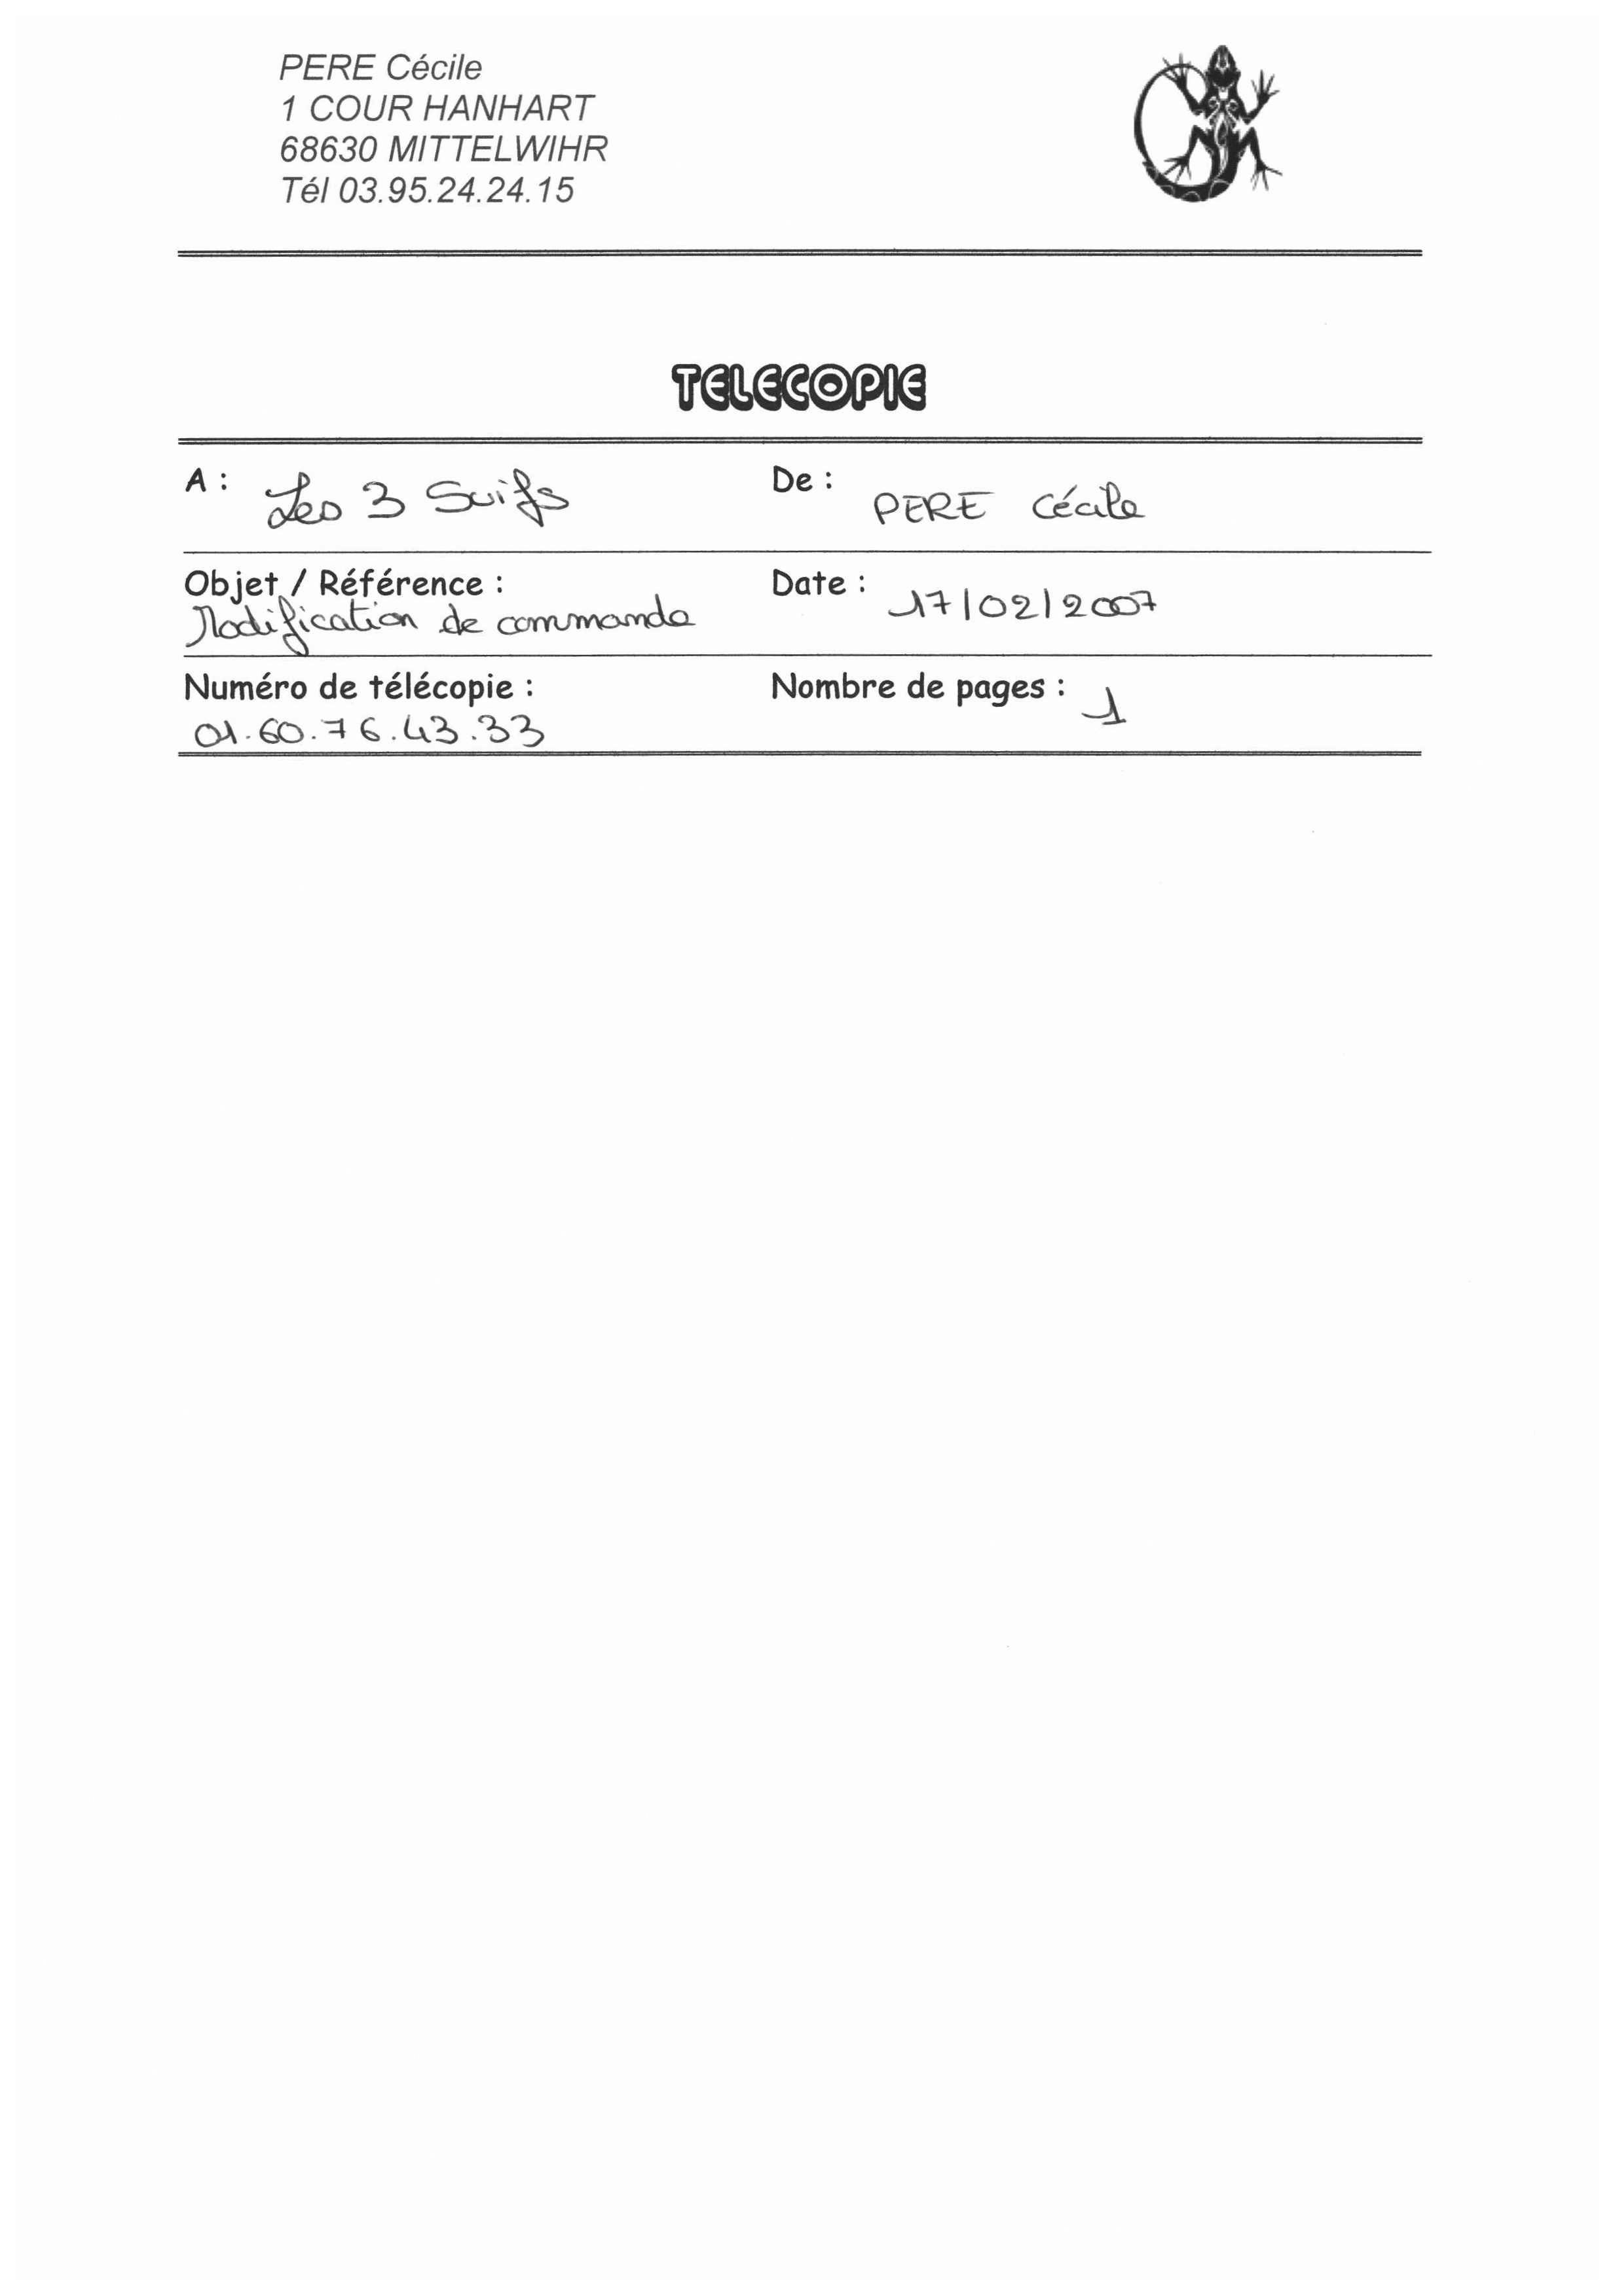 PERE Cécile
1 COUR HANHART
68630 MITTELWIHR
Tél 03.95.24.24.15
TELECOPIE
A : Les 3 Suifs
De : PERE Cécile
Objet / Référence :
Modification de commande
Date : 17/02/2007
Numéro de télécopie :
01.60.76.43.33
Nombre de pages : 1